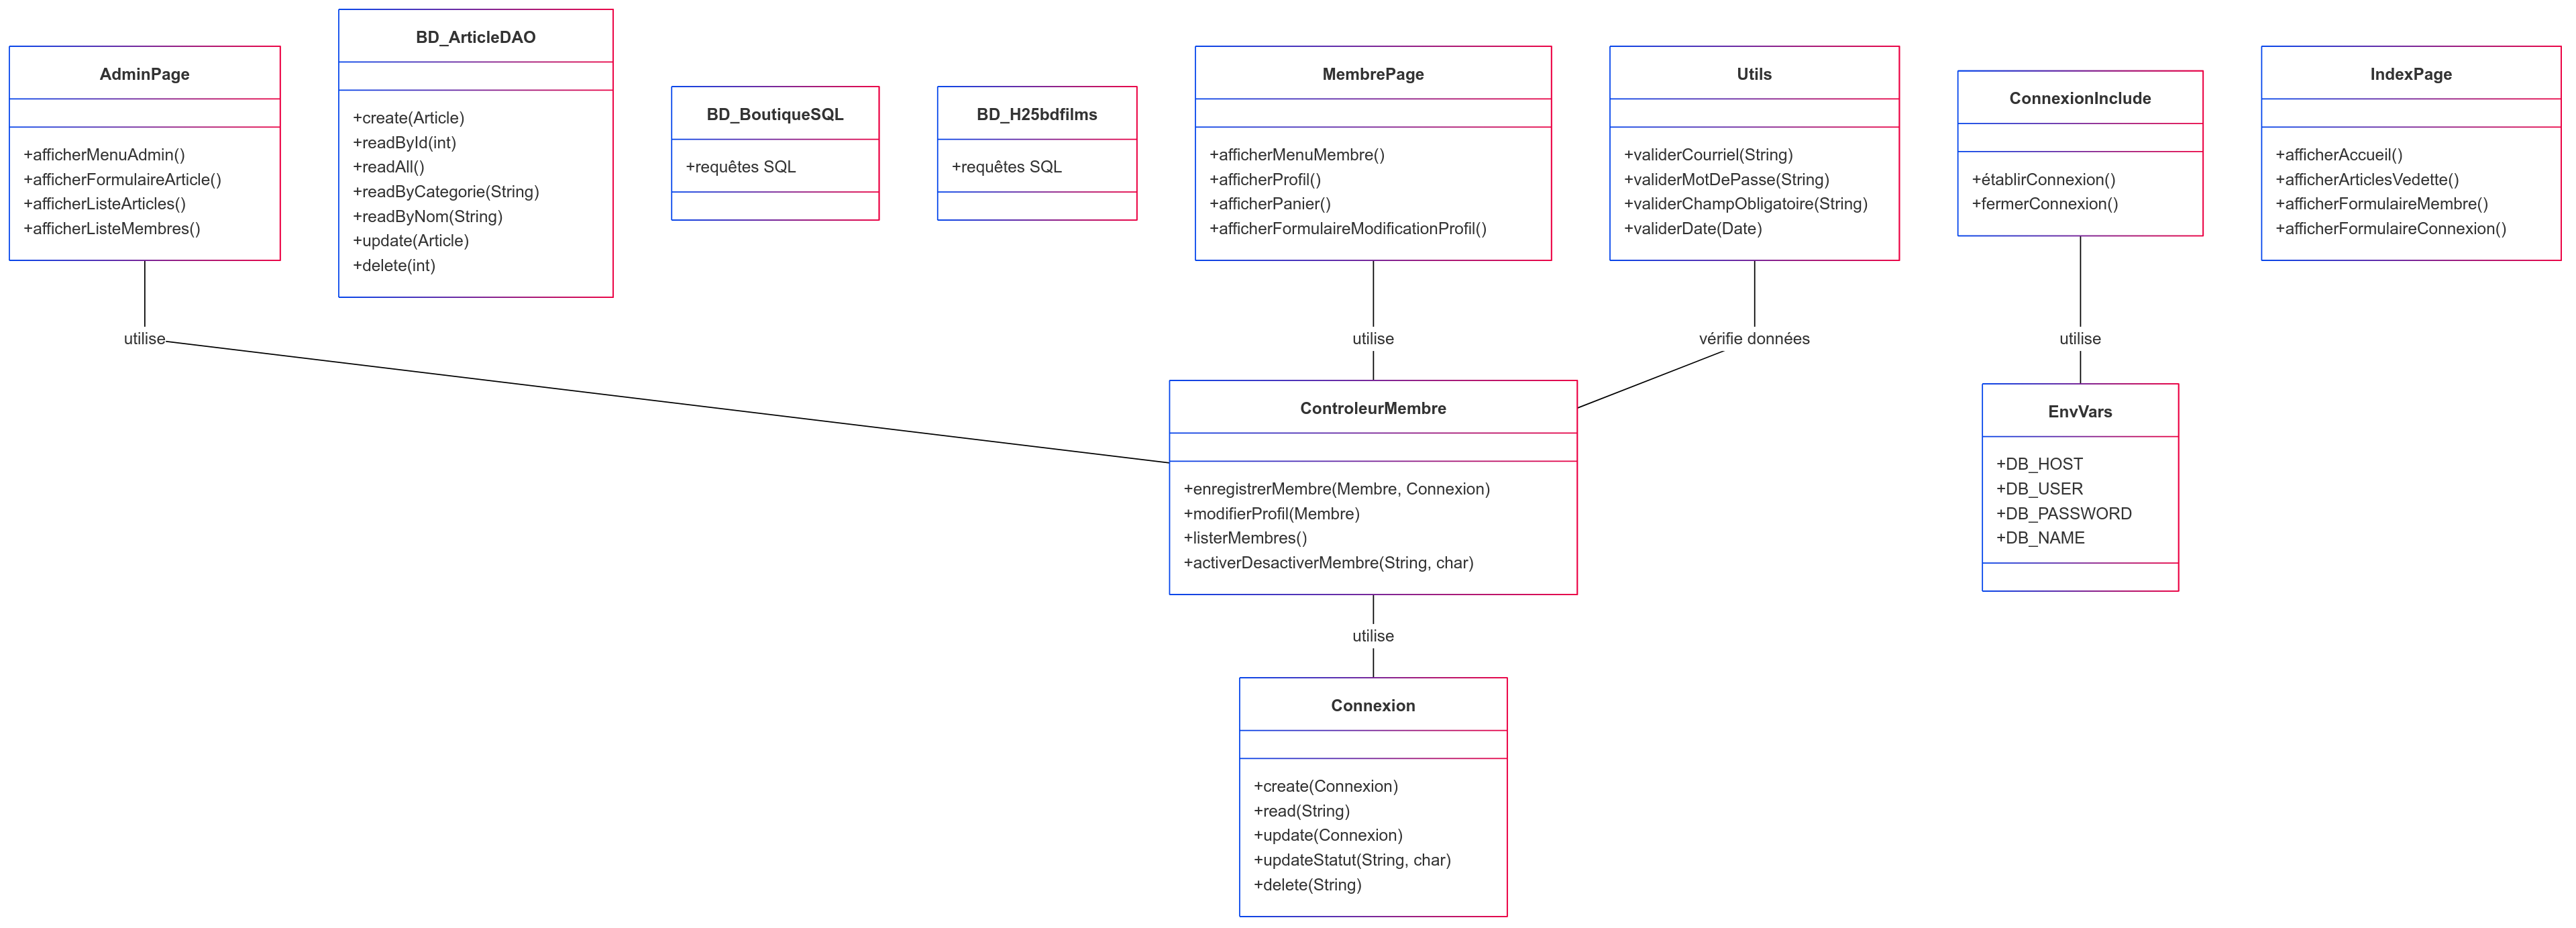 AdminPage
+afficherMenuAdmin()
+afficherFormulaireArticle()
+afficherListeArticles()
+afficherListeMembres()
BD_ArticleDAO
+create(Article)
+readById(int)
+readAll()
+readByCategorie(String)
+readByNom(String)
+update(Article)
+delete(int)
BD_BoutiqueSQL
+requêtes SQL
BD_H25bdfilms
+requêtes SQL
MembrePage
+afficherMenuMembre()
+afficherProfil()
+afficherPanier()
+afficherFormulaireModificationProfil()
Utils
+validerCourriel(String)
+validerMotDePasse(String)
+validerChampObligatoire(String)
+validerDate(Date)
ConnexionInclude
+établirConnexion()
+fermerConnexion()
IndexPage
+afficherAccueil()
+afficherArticlesVedette()
+afficherFormulaireMembre()
+afficherFormulaireConnexion()
utilise
utilise
vérifie données
utilise
ControleurMembre
+enregistrerMembre(Membre, Connexion)
+modifierProfil(Membre)
+listerMembres()
+activerDesactiverMembre(String, char)
EnvVars
+DB_HOST
+DB_USER
+DB_PASSWORD
+DB_NAME
utilise
Connexion
+create(Connexion)
+read(String)
+update(Connexion)
+updateStatut(String, char)
+delete(String)